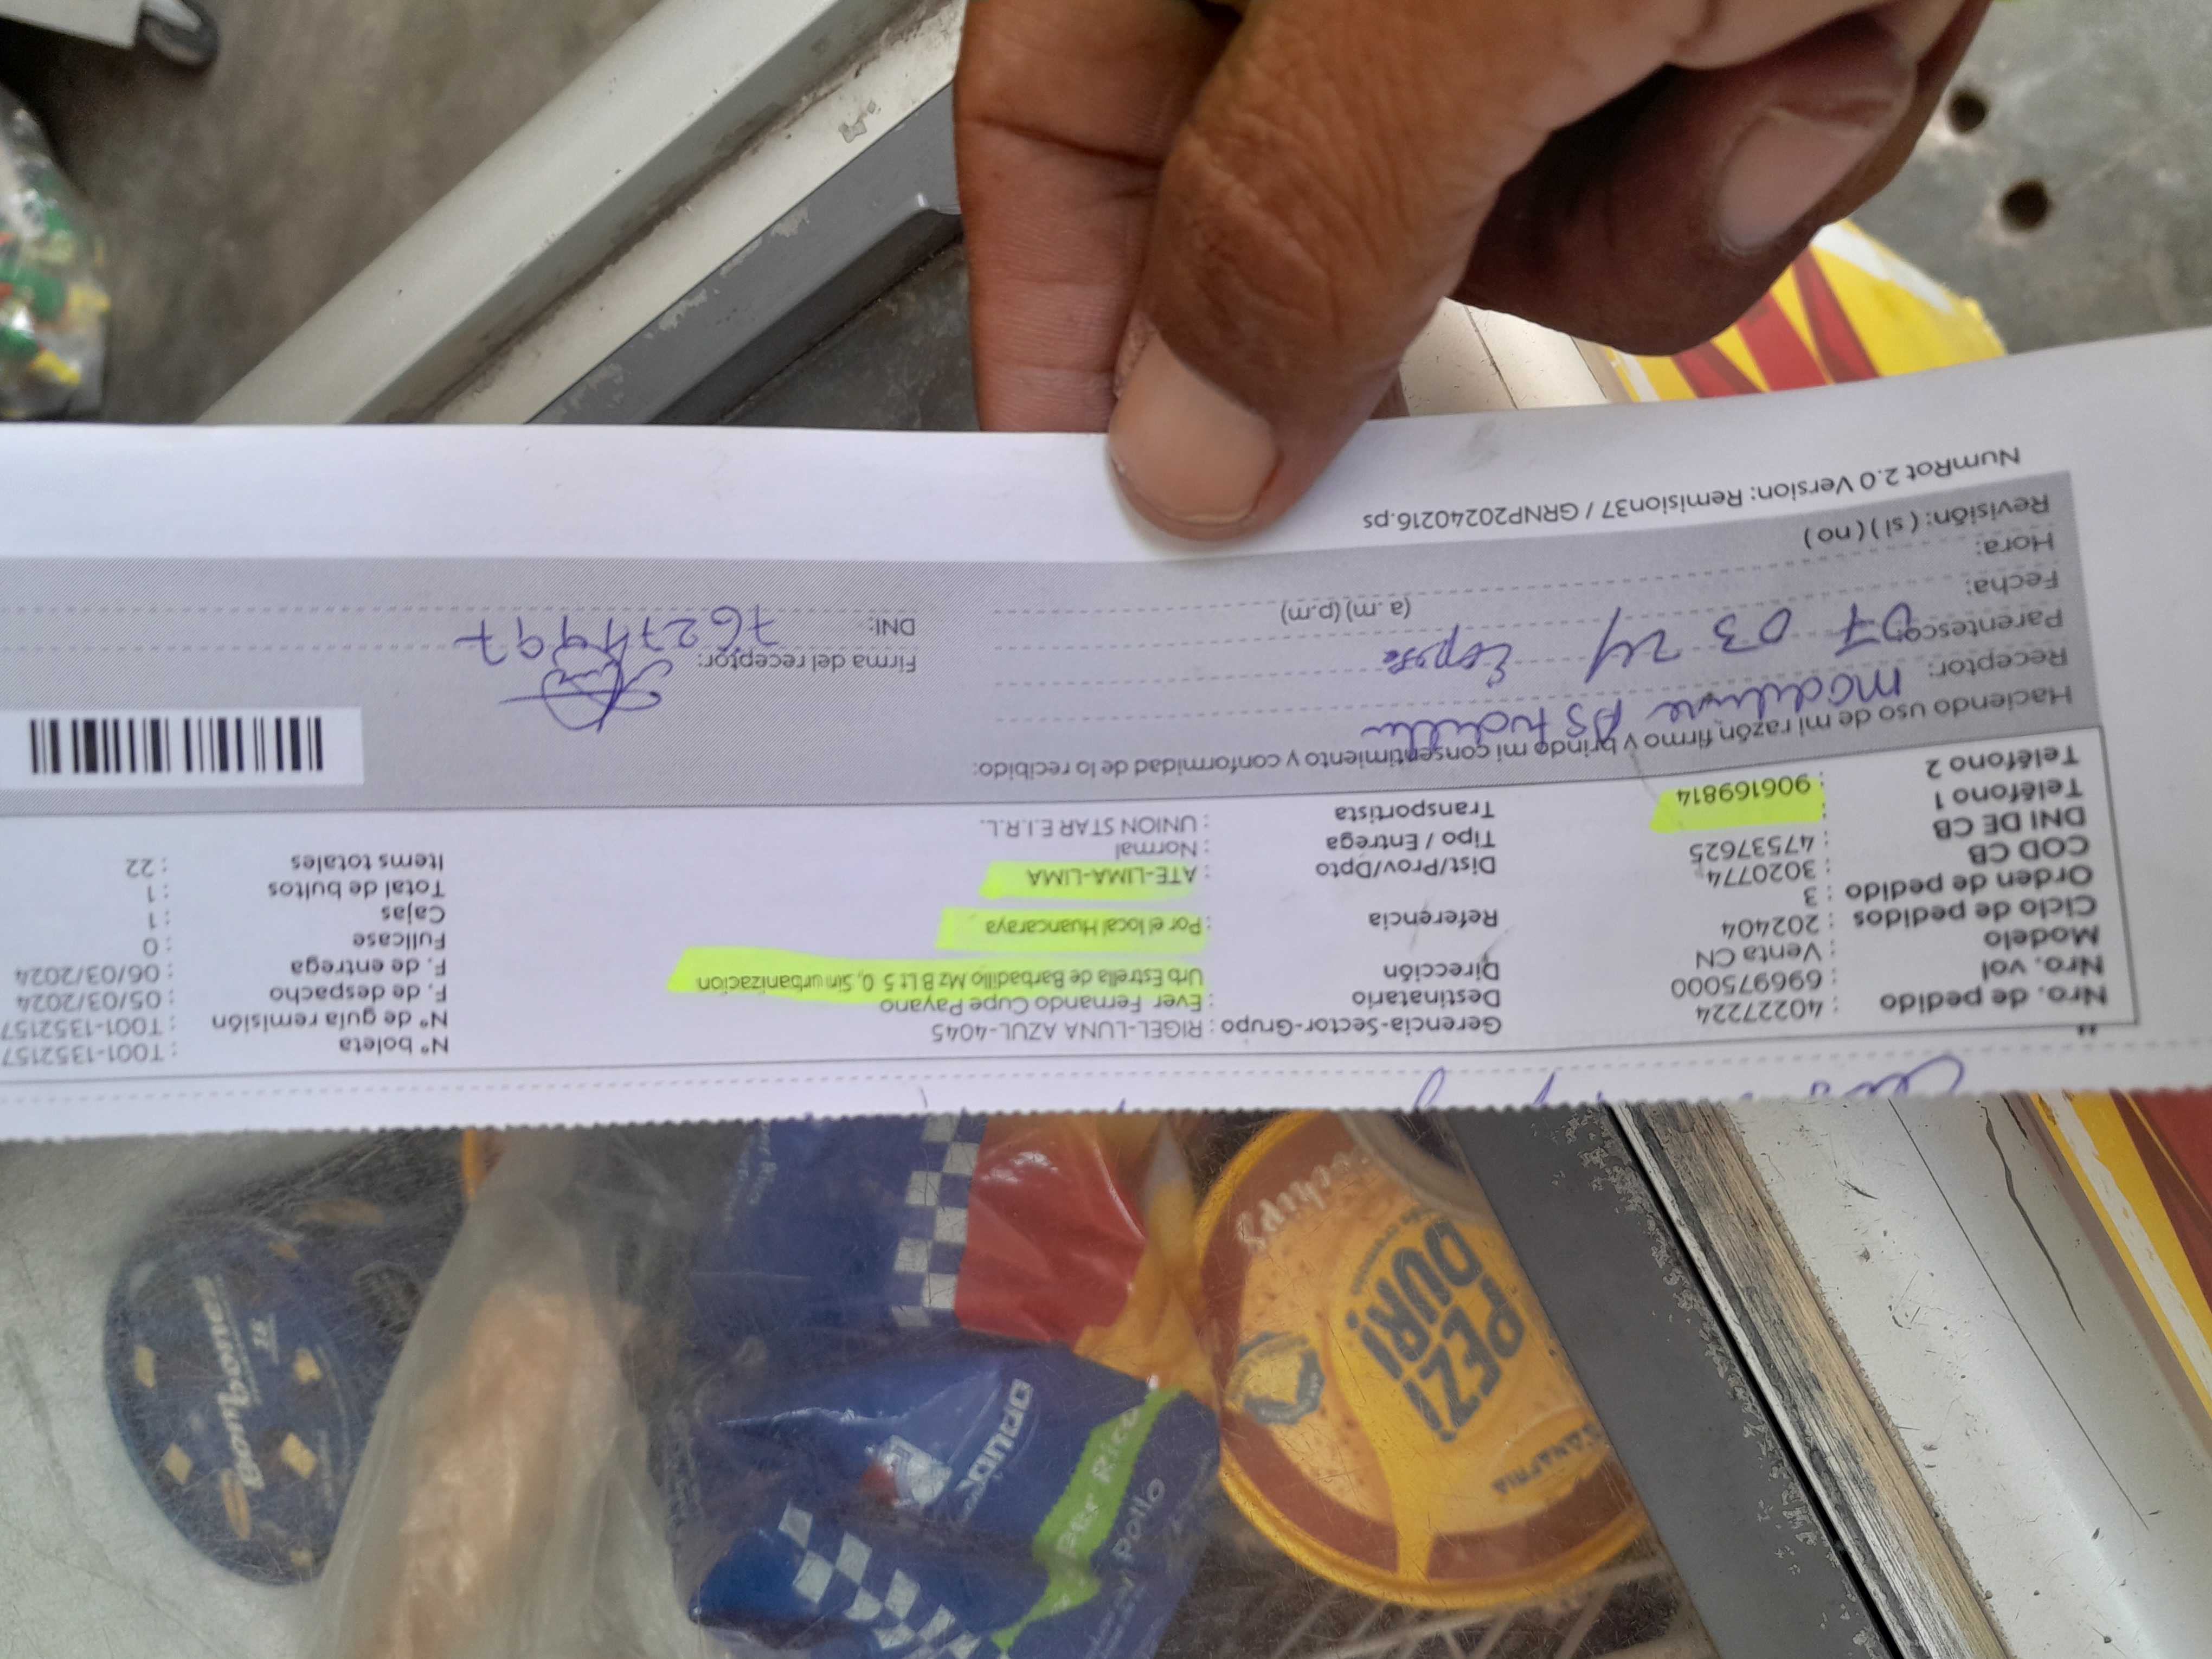 Nro. de pedido : 40227224
Nro. vol : 696975000
Modelo : Venta CN
Ciclo de pedidos : 202404
Orden de pedido : 3
COD CB : 3020774
DNI DE CB : 47537625
Teléfono 1 :
Teléfono 2 : 906169814
Gerencia-Sector-Grupo : RIGEL-LUNA AZUL-4045
Destinatario : Ever Fernando Cupe Payano
Dirección Urb Estrella de Barbadillo Mz B Lt 5 0, Sin urbanizacion
Referencia : Por el local Huancaraya
Dist/Prov/Dpto : ATE-LIMA-LIMA
Tipo / Entrega : Normal
Transportista : UNION STAR E.I.R.L.
N° boleta : T001-1352157
N° de guía remisión : T001-1352157
F. de despacho : 05/03/2024
F. de entrega : 06/03/2024
Fullcase : 0
Cajas : 1
Total de bultos : 1
Items totales : 22
Haciendo uso de mi razón, firmo y brindo mi consentimiento y conformidad de lo recibido:
Receptor: Madeline Astudillo
Parentesco: Esposa
Fecha: 07 03 24
Hora: (a.m) (p.m)
Revisión: ( si ) ( no )
Firma del receptor:
DNI: 76274997
NumRot 2.0 Version: Remision37 / GRNP20240216.ps
Bonbones
PEZi
DURi
DONUC
Pollo